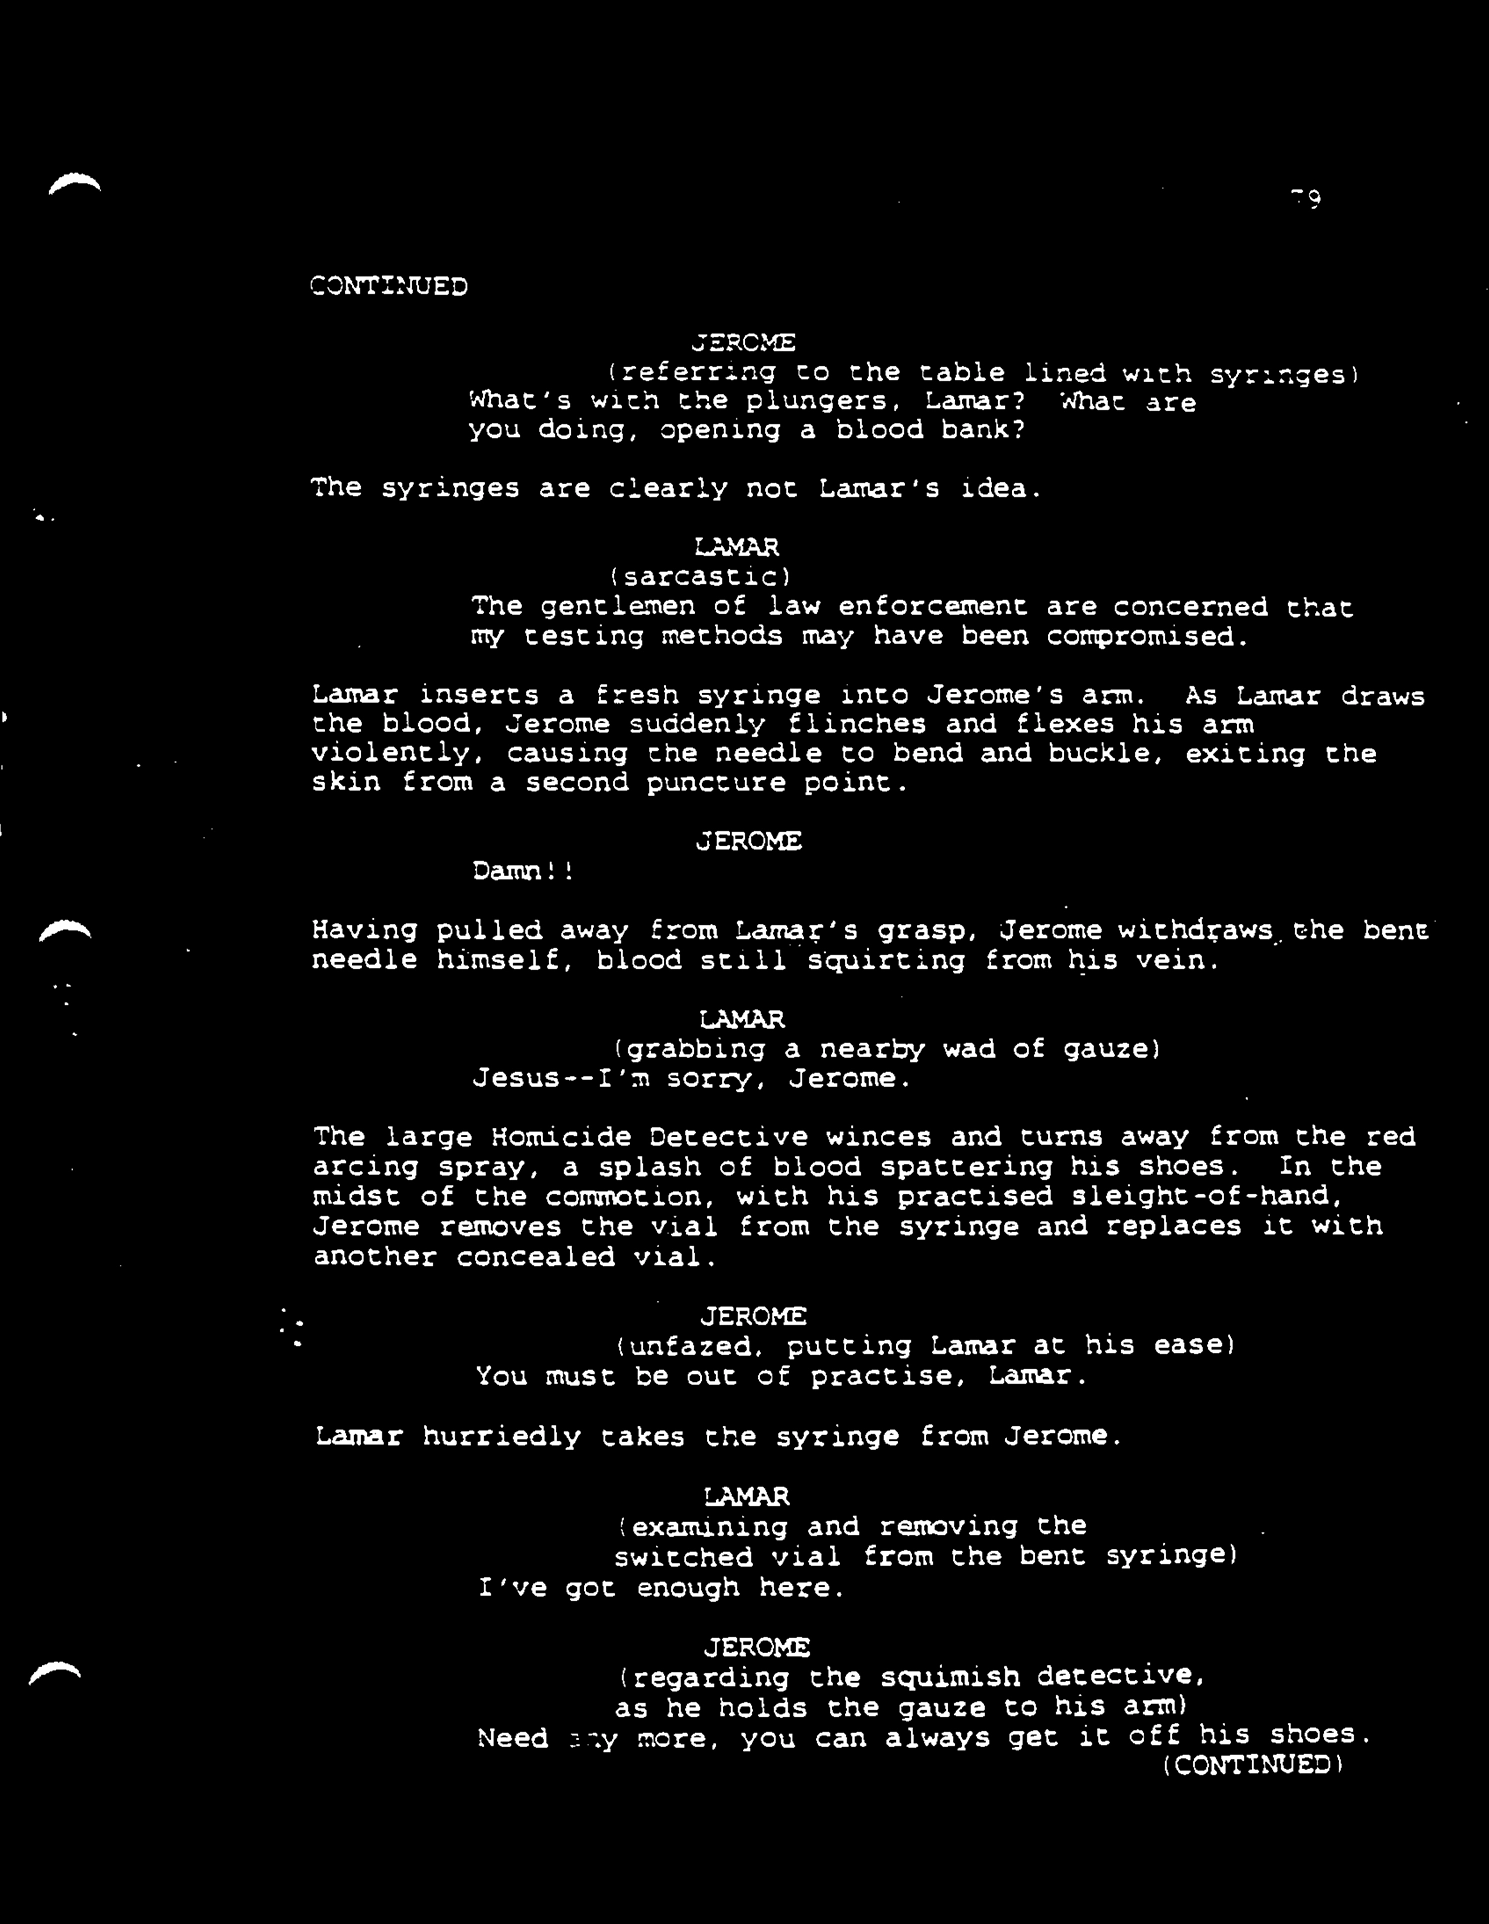 79
CONTINUED
JEROME
(referring to the table lined with syringes)
What's with the plungers, Lamar?  What are
you doing, opening a blood bank?
The syringes are clearly not Lamar's idea.
LAMAR
(sarcastic)
The gentlemen of law enforcement are concerned that
my testing methods may have been compromised.
Lamar inserts a fresh syringe into Jerome's arm.  As Lamar draws
the blood, Jerome suddenly flinches and flexes his arm
violently, causing the needle to bend and buckle, exiting the
skin from a second puncture point.
JEROME
Damn!!
Having pulled away from Lamar's grasp, Jerome withdraws the bent
needle himself, blood still squirting from his vein.
LAMAR
(grabbing a nearby wad of gauze)
Jesus--I'm sorry, Jerome.
The large Homicide Detective winces and turns away from the red
arcing spray, a splash of blood spattering his shoes.  In the
midst of the commotion, with his practised sleight-of-hand,
Jerome removes the vial from the syringe and replaces it with
another concealed vial.
JEROME
(unfazed, putting Lamar at his ease)
You must be out of practise, Lamar.
Lamar hurriedly takes the syringe from Jerome.
LAMAR
(examining and removing the
switched vial from the bent syringe)
I've got enough here.
JEROME
(regarding the squimish detective,
as he holds the gauze to his arm)
Need any more, you can always get it off his shoes.
(CONTINUED)